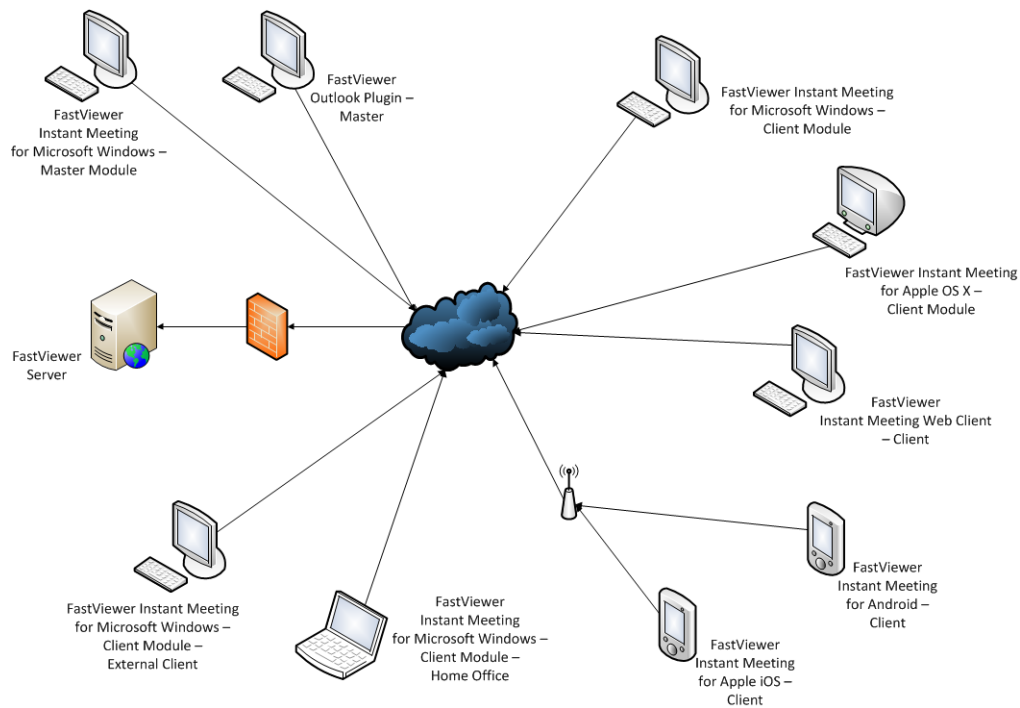 FastViewer
Instant Meeting
for Microsoft Windows –
Master Module
FastViewer
Outlook Plugin –
Master
FastViewer Instant Meeting
for Microsoft Windows –
Client Module
FastViewer Instant Meeting
for Apple OS X –
Client Module
FastViewer
Server
FastViewer
Instant Meeting Web Client
– Client
FastViewer
Instant Meeting
for Android –
Client
FastViewer Instant Meeting
for Microsoft Windows –
Client Module –
External Client
FastViewer
Instant Meeting
for Microsoft Windows –
Client Module –
Home Office
FastViewer
Instant Meeting
for Apple iOS –
Client